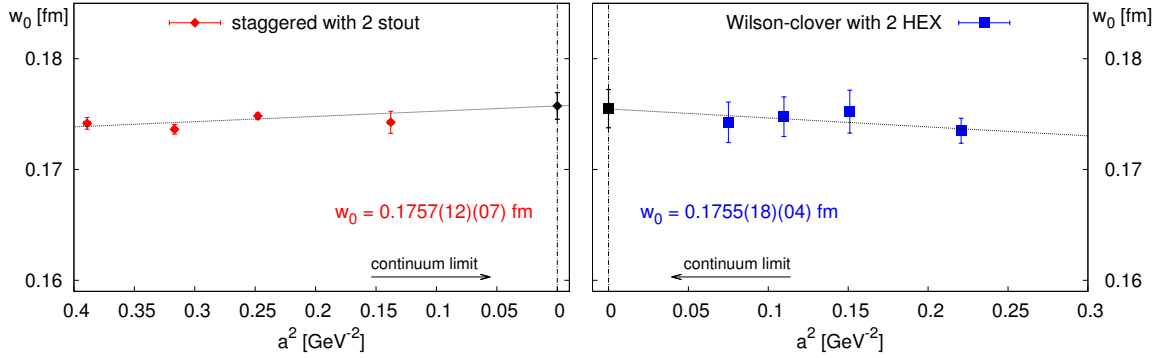 w₀ [fm]
staggered with 2 stout
0.18
0.17
0.16
w₀ = 0.1757(12)(07) fm
continuum limit
0.4 0.35 0.3 0.25 0.2 0.15 0.1 0.05 0
a² [GeV⁻²]
Wilson-clover with 2 HEX
w₀ [fm]
0.18
0.17
0.16
w₀ = 0.1755(18)(04) fm
continuum limit
0 0.05 0.1 0.15 0.2 0.25 0.3
a² [GeV⁻²]